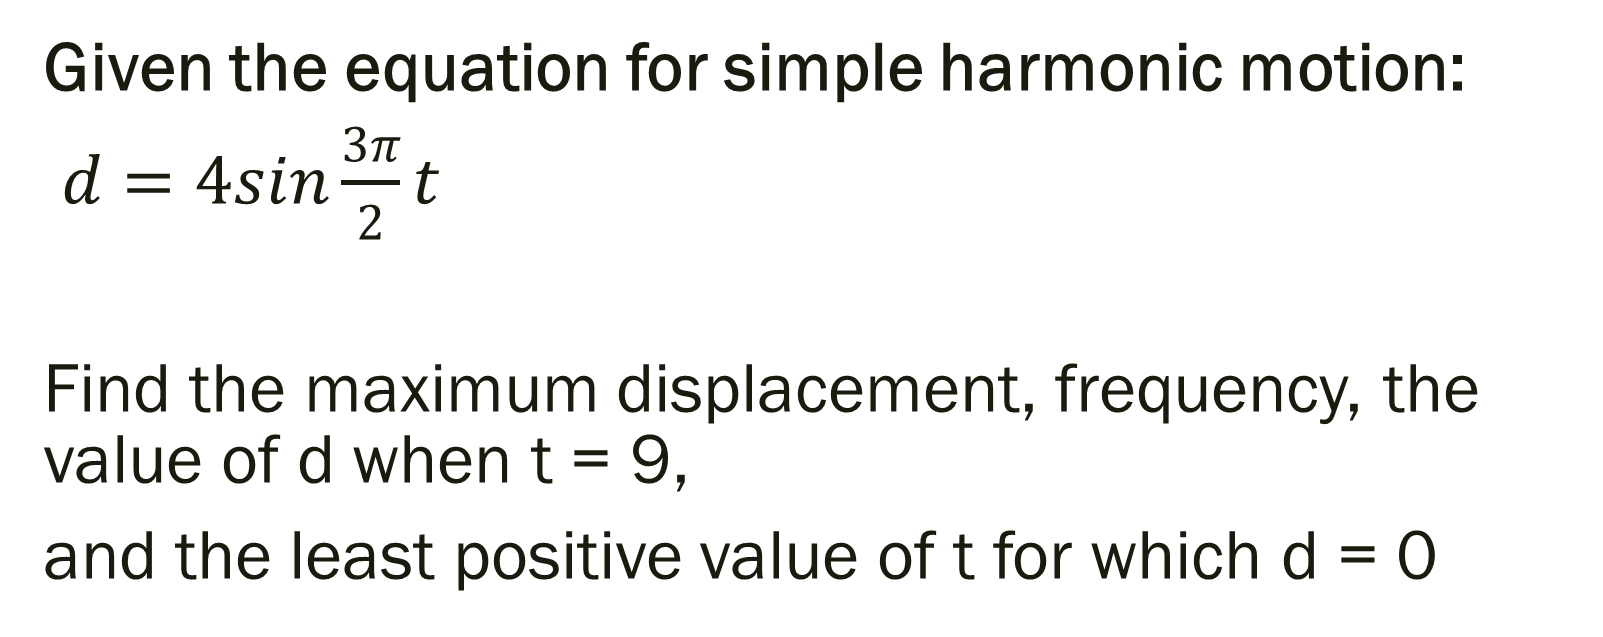 Given the equation for simple harmonic motion:
d = 4sin 3π/2 t
Find the maximum displacement, frequency, the
value of d when t = 9,
and the least positive value of t for which d = 0